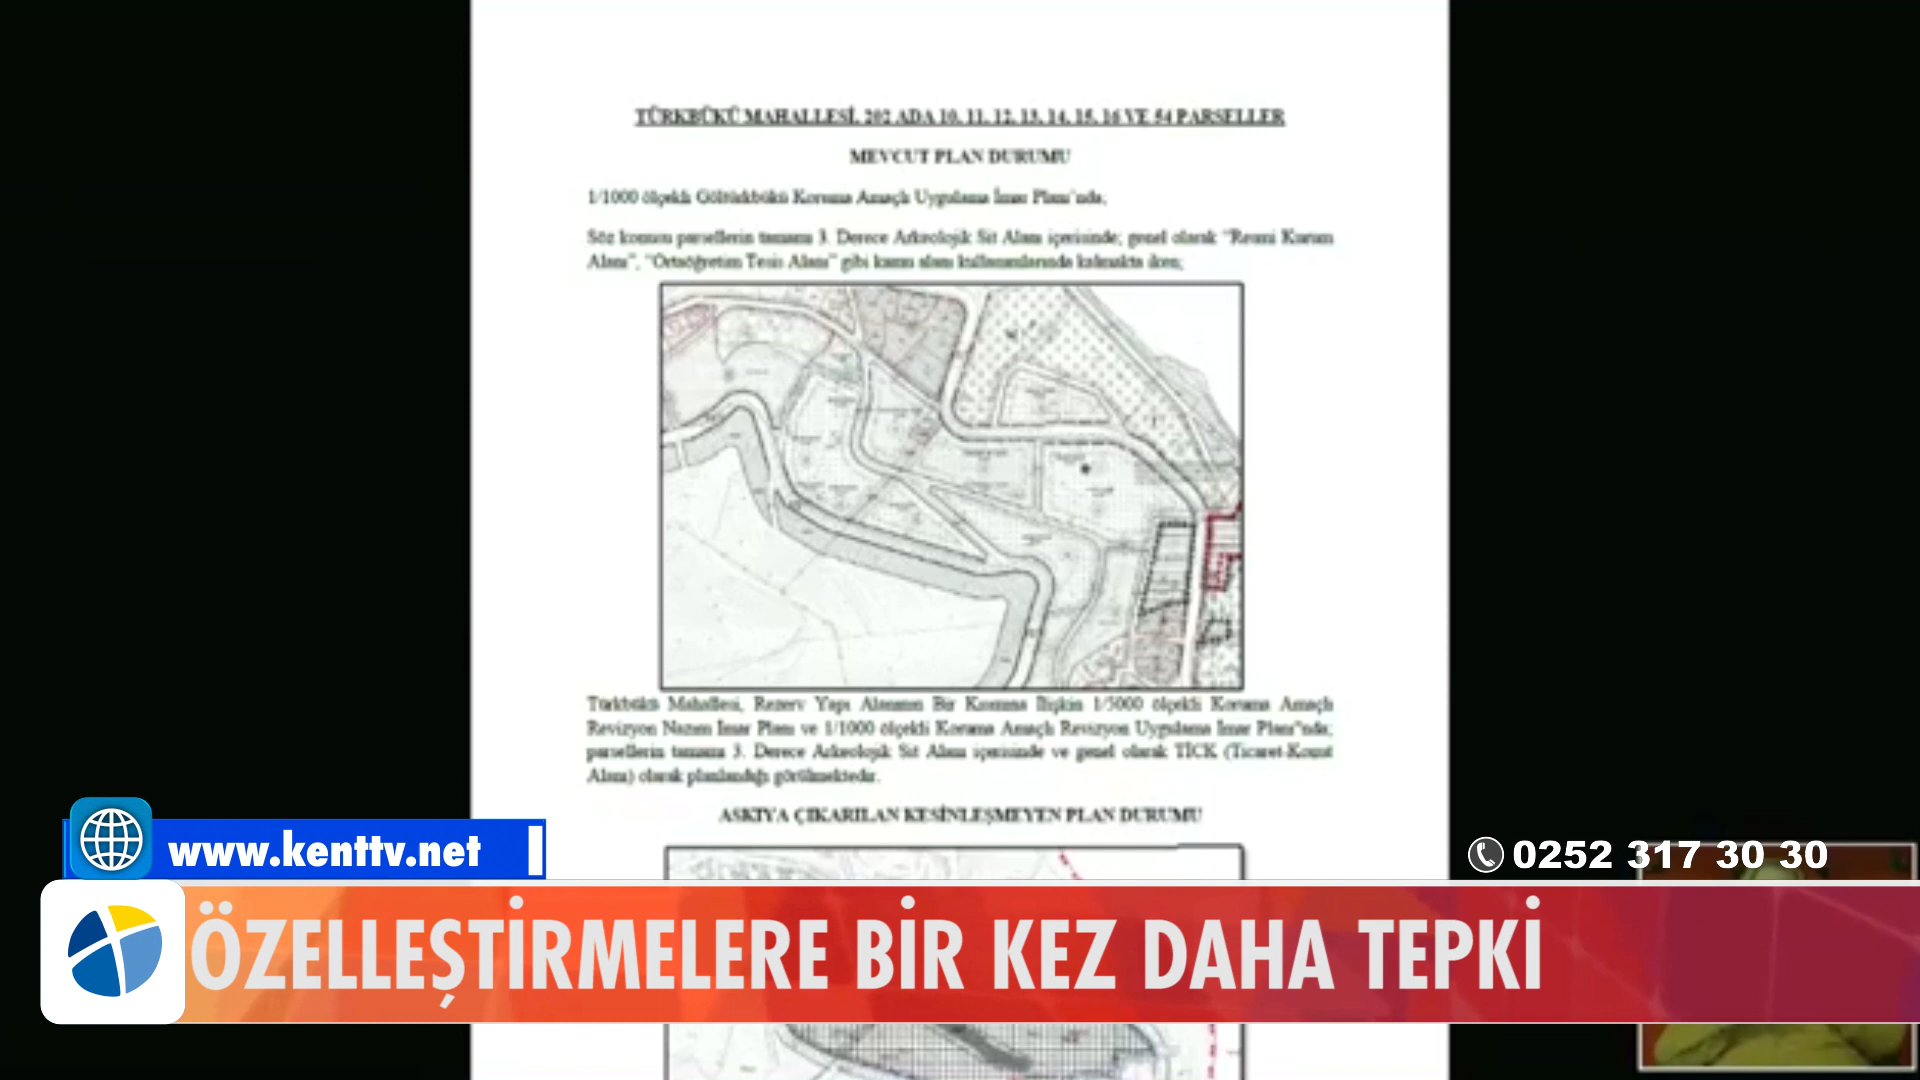 TÜRKBÜKÜ MAHALLESİ, 202 ADA 10, 11, 12, 13, 14, 15, 16 VE 54 PARSELLER
MEVCUT PLAN DURUMU
1/1000 ölçekli Göltürkbükü Koruma Amaçlı Uygulama İmar Planı'nda,
Söz konusu parsellerin tamamı 3. Derece Arkeolojik Sit Alanı içerisinde; genel olarak "Resmi Kurum
Alanı", "Ortaöğretim Tesis Alanı" gibi kamu alanı kullanımlarında kalmakta iken;
Türkbükü Mahallesi, Rezerv Yapı Alanının Bir Kısmına İlişkin 1/5000 ölçekli Koruma Amaçlı
Revizyon Nazım İmar Planı ve 1/1000 ölçekli Koruma Amaçlı Revizyon Uygulama İmar Planı"nda;
parsellerin tamamı 3. Derece Arkeolojik Sit Alanı içerisinde ve genel olarak TİCK (Ticaret-Konut
Alanı) olarak planlandığı görülmektedir.
ASKIYA ÇIKARILAN KESİNLEŞMEYEN PLAN DURUMU
www.kenttv.net
0252 317 30 30
ÖZELLEŞTİRMELERE BİR KEZ DAHA TEPKİ